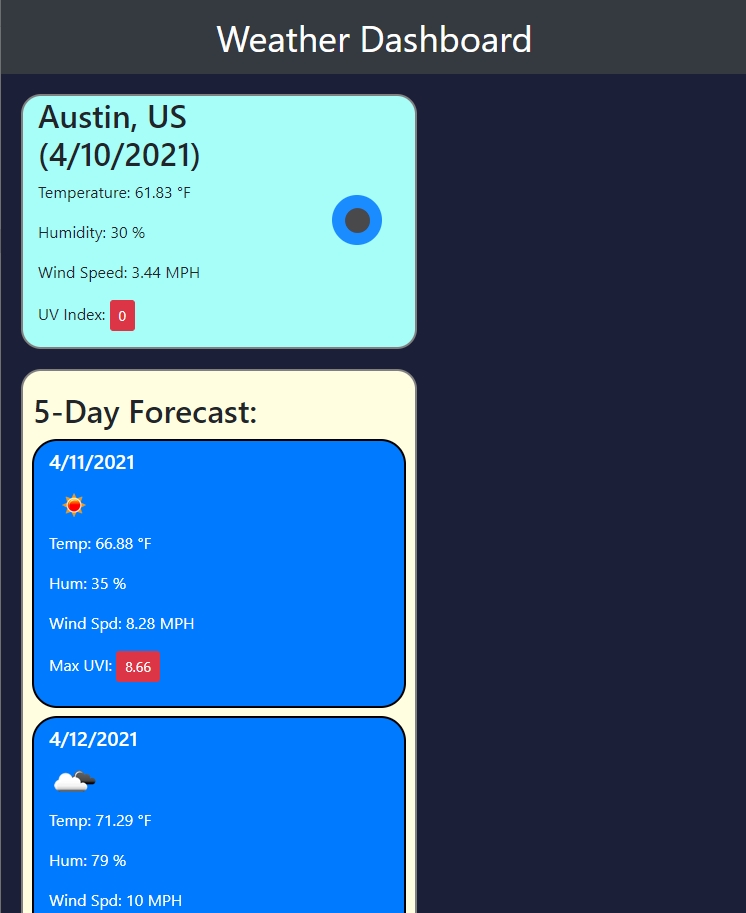 Weather Dashboard
Austin, US
(4/10/2021)
Temperature: 61.83 °F
Humidity: 30 %
Wind Speed: 3.44 MPH
UV Index: 0
5-Day Forecast:
4/11/2021
Temp: 66.88 °F
Hum: 35 %
Wind Spd: 8.28 MPH
Max UVI: 8.66
4/12/2021
Temp: 71.29 °F
Hum: 79 %
Wind Spd: 10 MPH